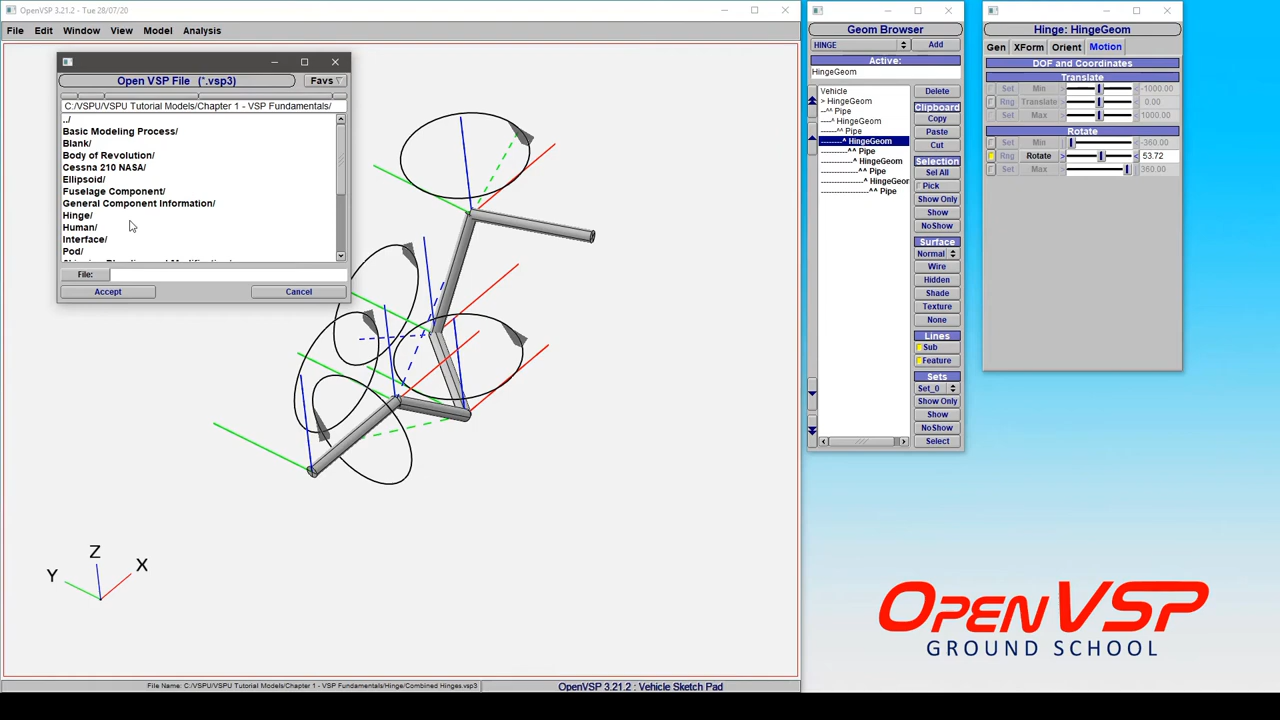 OpenVSP 3.21.2 - Tue 28/07/20
File Edit Window View Model Analysis
Open VSP File (*.vsp3)
Favs
C:/VSPU/VSPU Tutorial Models/Chapter 1 - VSP Fundamentals/
../
Basic Modeling Process/
Blank/
Body of Revolution/
Cessna 210 NASA/
Ellipsoid/
Fuselage Component/
General Component Information/
Hinge/
Human/
Interface/
Pod/
File:
Accept Cancel
Z
Y
X
File Name: C:/VSPU/VSPU Tutorial Models/Chapter 1 - VSP Fundamentals/Hinge/Combined Hinges.vsp3
OpenVSP 3.21.2 : Vehicle Sketch Pad
Geom Browser
HINGE Add
Active:
HingeGeom
Vehicle
> HingeGeom
--^ Pipe
----^ HingeGeom
------^ Pipe
--------^ HingeGeom
----------^ Pipe
------------^ HingeGeom
--------------^ Pipe
----------------^ HingeGeor
------------------^ Pipe
Delete
Clipboard
Copy
Paste
Cut
Selection
Sel All
Pick
Show Only
Show
NoShow
Surface
Normal
Wire
Hidden
Shade
Texture
None
Lines
Sub
Feature
Sets
Set_0
Show Only
Show
NoShow
Select
Hinge: HingeGeom
Gen XForm Orient Motion
DOF and Coordinates
Translate
Set Min > < -1000.00
Rng Translate > < 0.00
Set Max > < 1000.00
Rotate
Set Min > < -360.00
Rng Rotate > < 53.72
Set Max > < 360.00
OPENVSP
GROUND SCHOOL